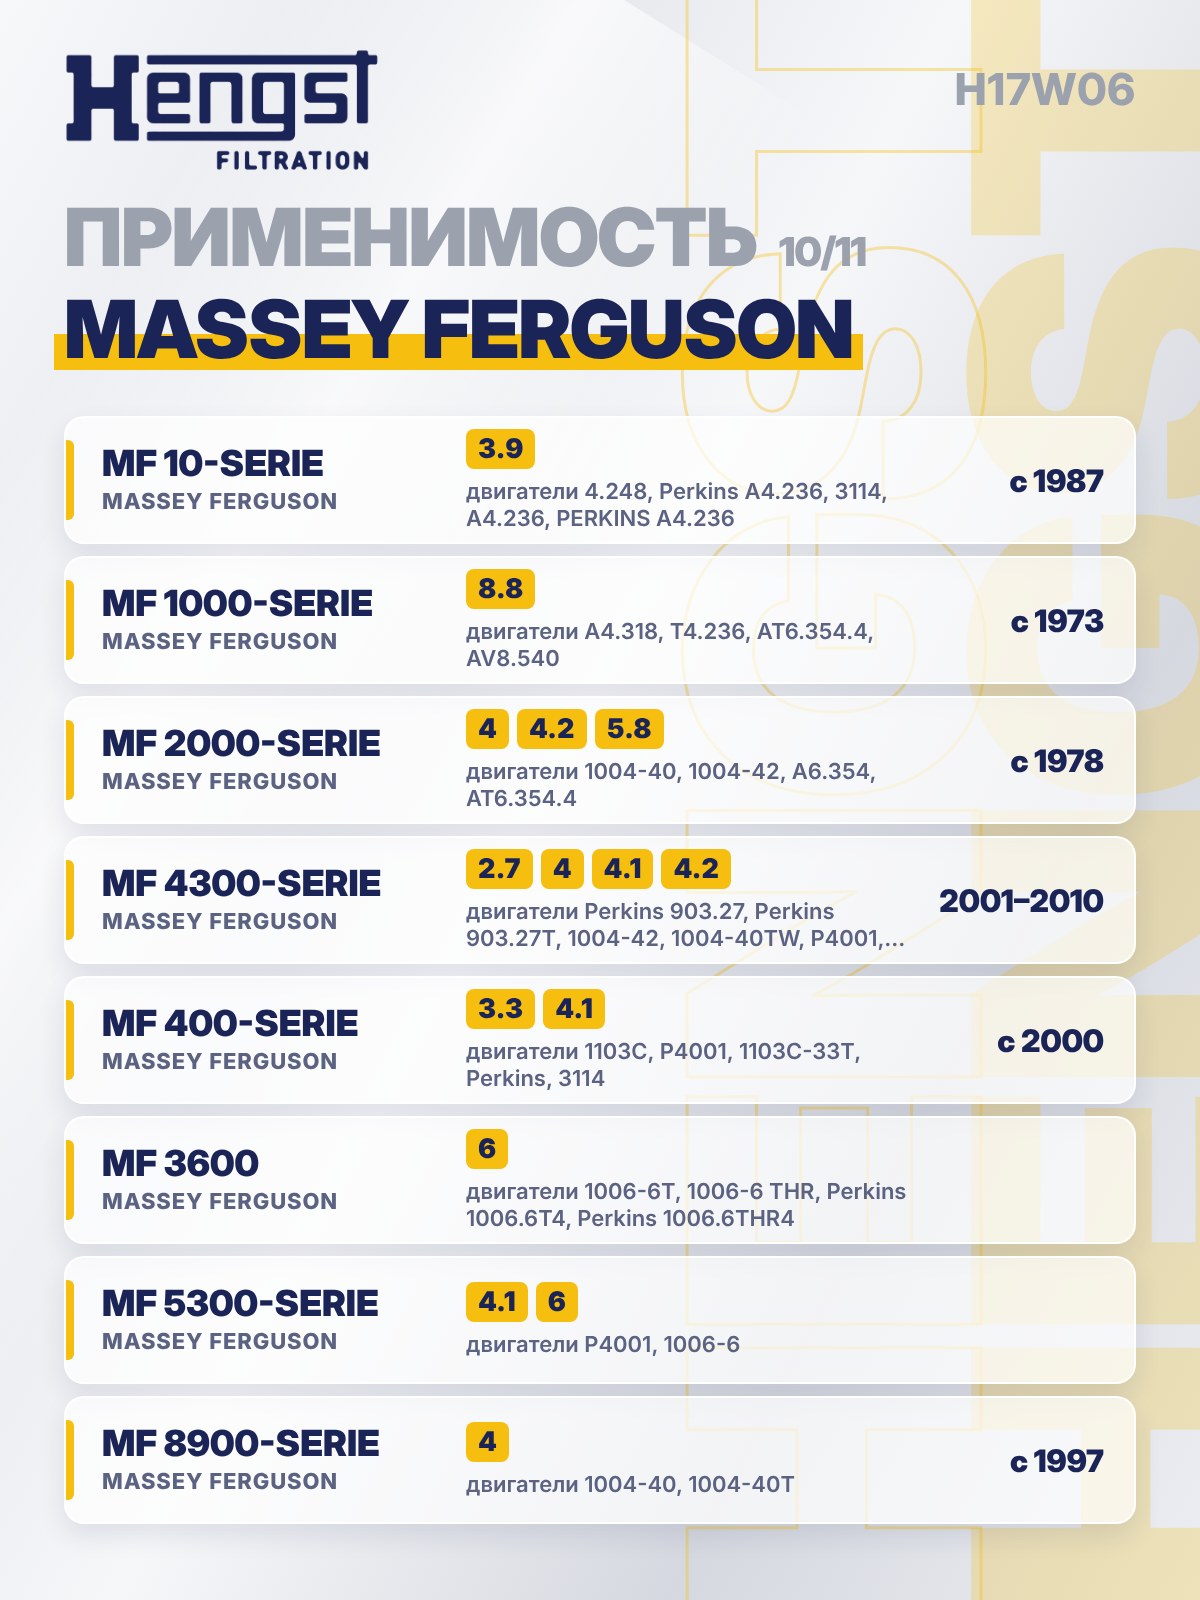 Hengst
FILTRATION
H17W06
ПРИМЕНИМОСТЬ 10/11
MASSEY FERGUSON
MF 10-SERIE
MASSEY FERGUSON
3.9
двигатели 4.248, Perkins A4.236, 3114,
A4.236, PERKINS A4.236
с 1987
MF 1000-SERIE
MASSEY FERGUSON
8.8
двигатели A4.318, T4.236, AT6.354.4,
AV8.540
с 1973
MF 2000-SERIE
MASSEY FERGUSON
4 4.2 5.8
двигатели 1004-40, 1004-42, A6.354,
AT6.354.4
с 1978
MF 4300-SERIE
MASSEY FERGUSON
2.7 4 4.1 4.2
двигатели Perkins 903.27, Perkins
903.27T, 1004-42, 1004-40TW, P4001,...
2001–2010
MF 400-SERIE
MASSEY FERGUSON
3.3 4.1
двигатели 1103C, P4001, 1103C-33T,
Perkins, 3114
с 2000
MF 3600
MASSEY FERGUSON
6
двигатели 1006-6T, 1006-6 THR, Perkins
1006.6T4, Perkins 1006.6THR4
MF 5300-SERIE
MASSEY FERGUSON
4.1 6
двигатели P4001, 1006-6
MF 8900-SERIE
MASSEY FERGUSON
4
двигатели 1004-40, 1004-40T
с 1997
HENGST
HENGST